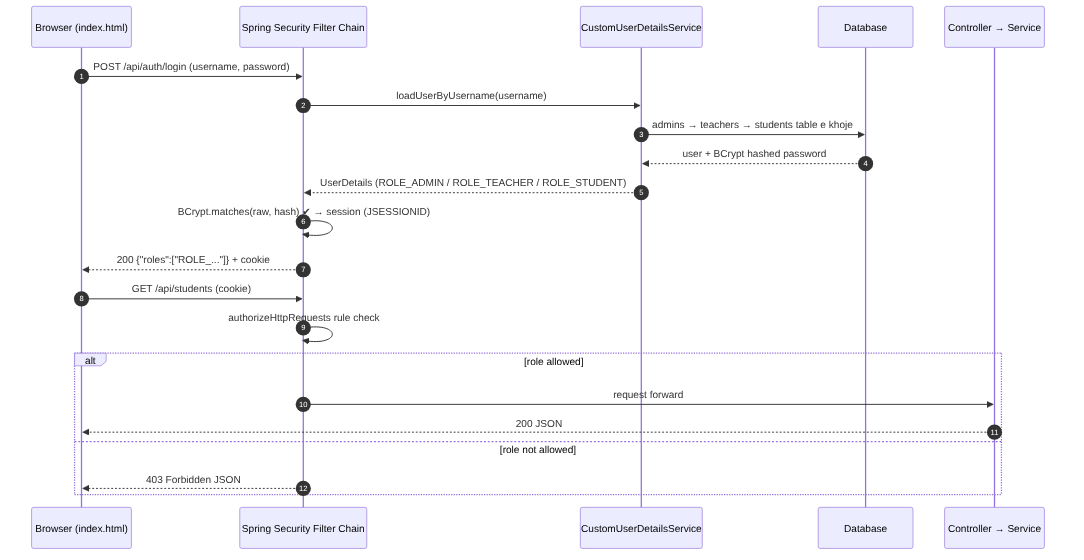 Browser (index.html)
Spring Security Filter Chain
CustomUserDetailsService
Database
Controller → Service
1
POST /api/auth/login (username, password)
2
loadUserByUsername(username)
3
admins → teachers → students table e khoje
user + BCrypt hashed password
4
UserDetails (ROLE_ADMIN / ROLE_TEACHER / ROLE_STUDENT)
5
BCrypt.matches(raw, hash) ✔ → session (JSESSIONID)
6
200 {"roles":["ROLE_..."]} + cookie
7
8
GET /api/students (cookie)
authorizeHttpRequests rule check
9
alt
[role allowed]
10
request forward
200 JSON
11
[role not allowed]
403 Forbidden JSON
12
Browser (index.html)
Spring Security Filter Chain
CustomUserDetailsService
Database
Controller → Service